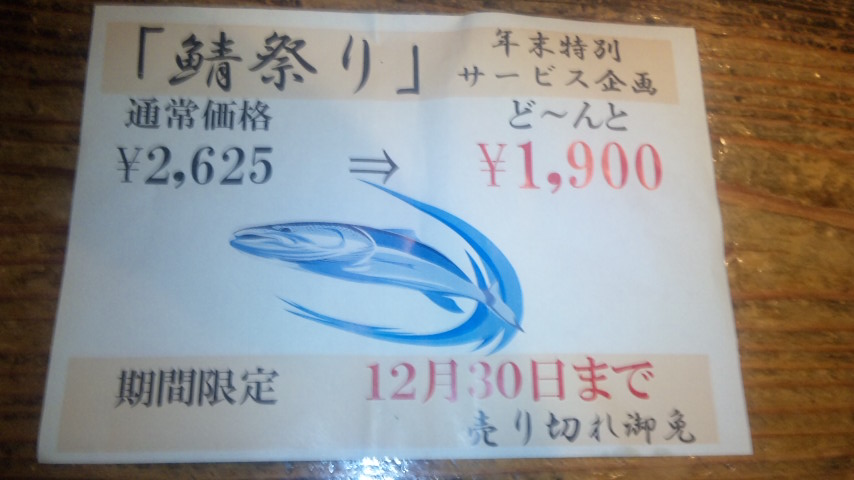 「鯖祭り」
年末特別
サービス企画
通常価格
ど〜んと
¥2,625
⇒
¥1,900
期間限定
12月30日まで
売り切れ御免